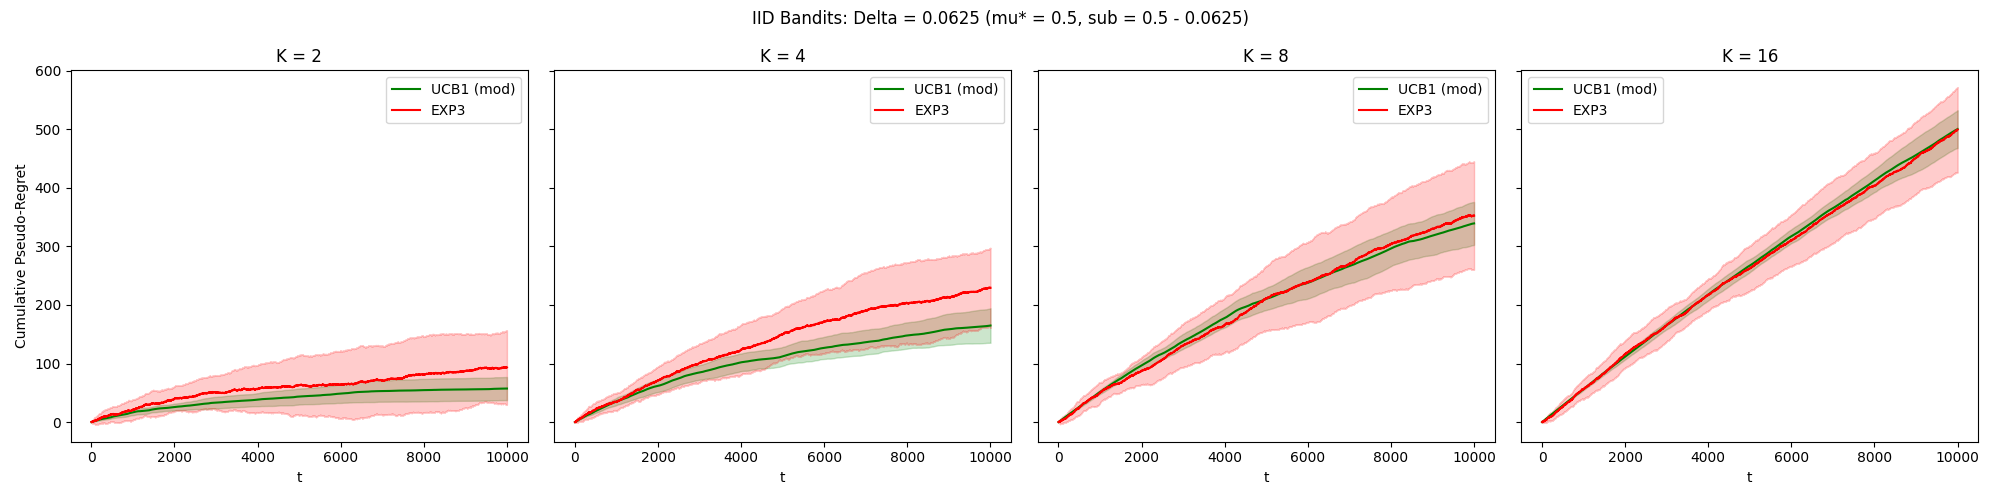 IID Bandits: Delta = 0.0625 (mu* = 0.5, sub = 0.5 - 0.0625)
K = 2
UCB1 (mod)
EXP3
Cumulative Pseudo-Regret
600
500
400
300
200
100
0
0 2000 4000 6000 8000 10000
t
K = 4
UCB1 (mod)
EXP3
0 2000 4000 6000 8000 10000
t
K = 8
UCB1 (mod)
EXP3
0 2000 4000 6000 8000 10000
t
K = 16
UCB1 (mod)
EXP3
0 2000 4000 6000 8000 10000
t